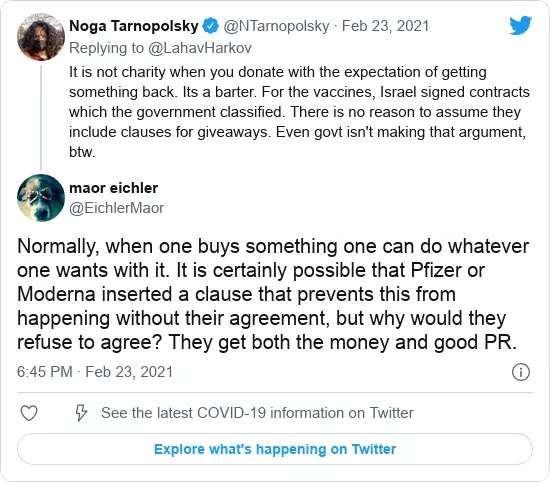 Noga Tarnopolsky @NTarnopolsky · Feb 23, 2021
Replying to @LahavHarkov
It is not charity when you donate with the expectation of getting
something back. Its a barter. For the vaccines, Israel signed contracts
which the government classified. There is no reason to assume they
include clauses for giveaways. Even govt isn't making that argument,
btw.
maor eichler
@EichlerMaor
Normally, when one buys something one can do whatever
one wants with it. It is certainly possible that Pfizer or
Moderna inserted a clause that prevents this from
happening without their agreement, but why would they
refuse to agree? They get both the money and good PR.
6:45 PM · Feb 23, 2021
See the latest COVID-19 information on Twitter
Explore what's happening on Twitter